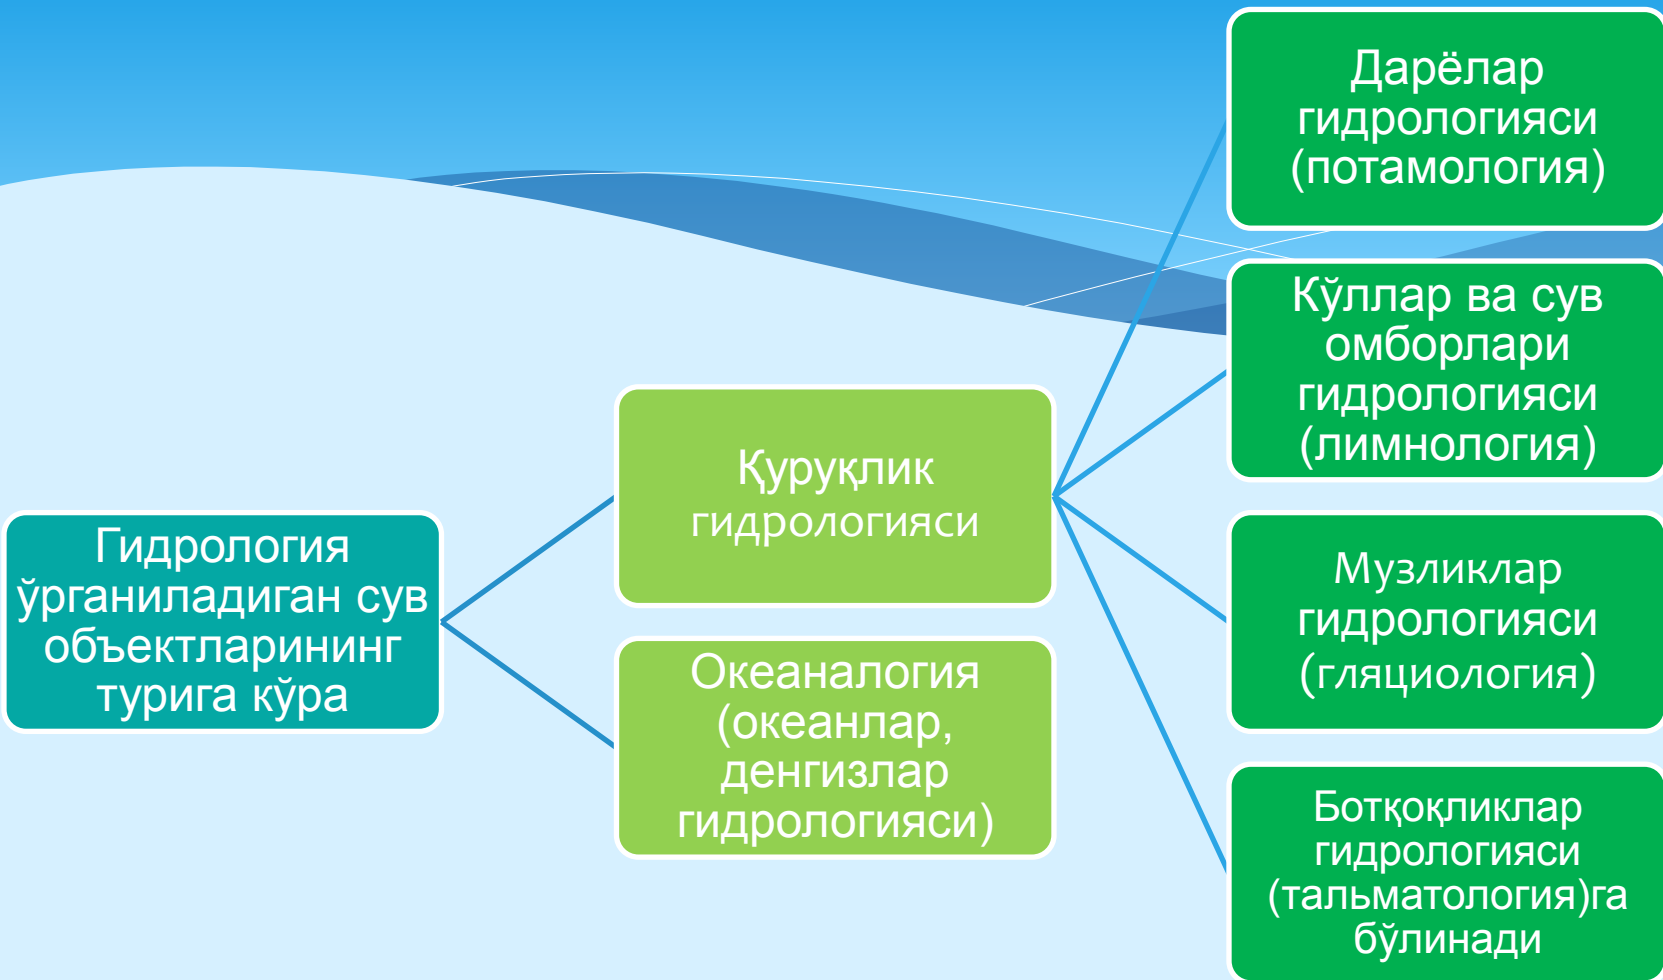 Гидрология
ўрганиладиган сув
объектларининг
турига кўра
Қуруқлик
гидрологияси
Океаналогия
(океанлар,
денгизлар
гидрологияси)
Дарёлар
гидрологияси
(потамология)
Кўллар ва сув
омборлари
гидрологияси
(лимнология)
Музликлар
гидрологияси
(гляциология)
Ботқоқликлар
гидрологияси
(тальматология)га
бўлинади